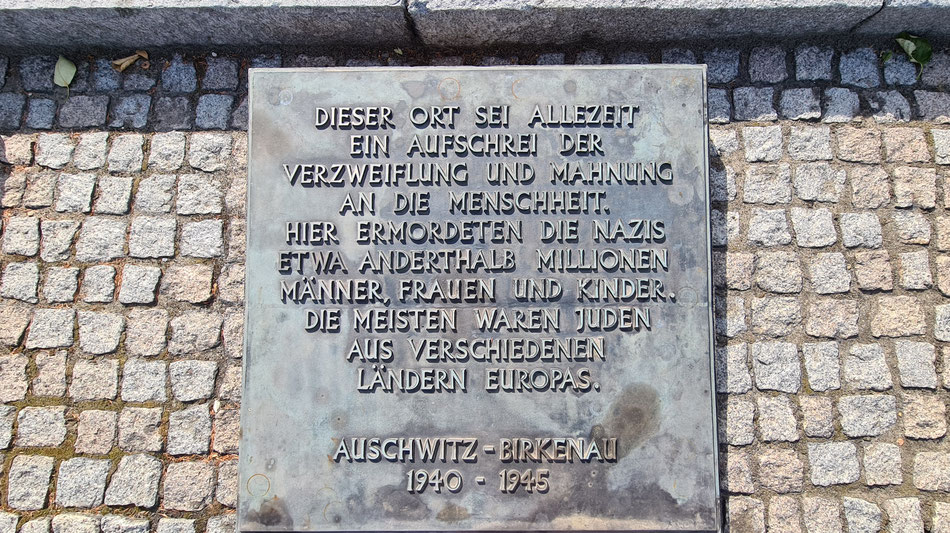 DIESER ORT SEI ALLEZEIT
EIN AUFSCHREI DER
VERZWEIFLUNG UND MAHNUNG
AN DIE MENSCHHEIT.
HIER ERMORDETEN DIE NAZIS
ETWA ANDERTHALB MILLIONEN
MÄNNER, FRAUEN UND KINDER.
DIE MEISTEN WAREN JUDEN
AUS VERSCHIEDENEN
LÄNDERN EUROPAS.
AUSCHWITZ - BIRKENAU
1940 - 1945